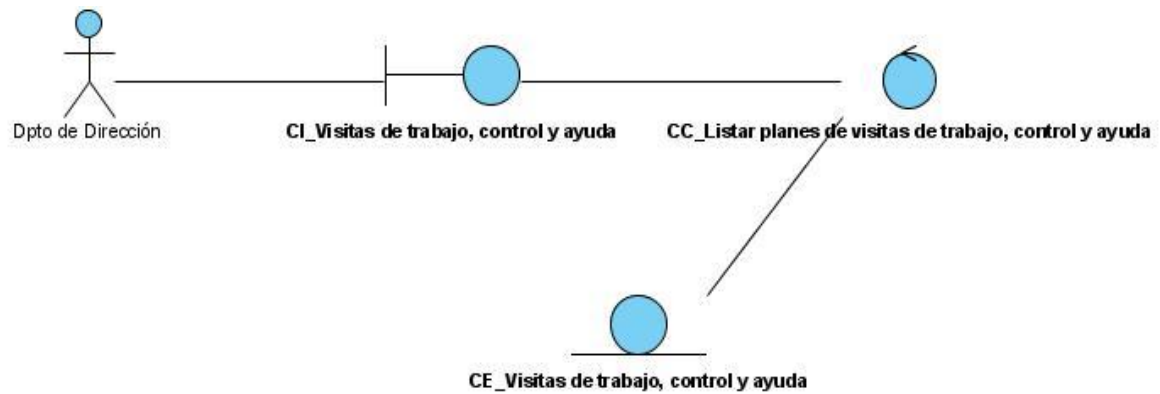 Dpto de Dirección
CI_Visitas de trabajo, control y ayuda
CC_Listar planes de visitas de trabajo, control y ayuda
CE_Visitas de trabajo, control y ayuda